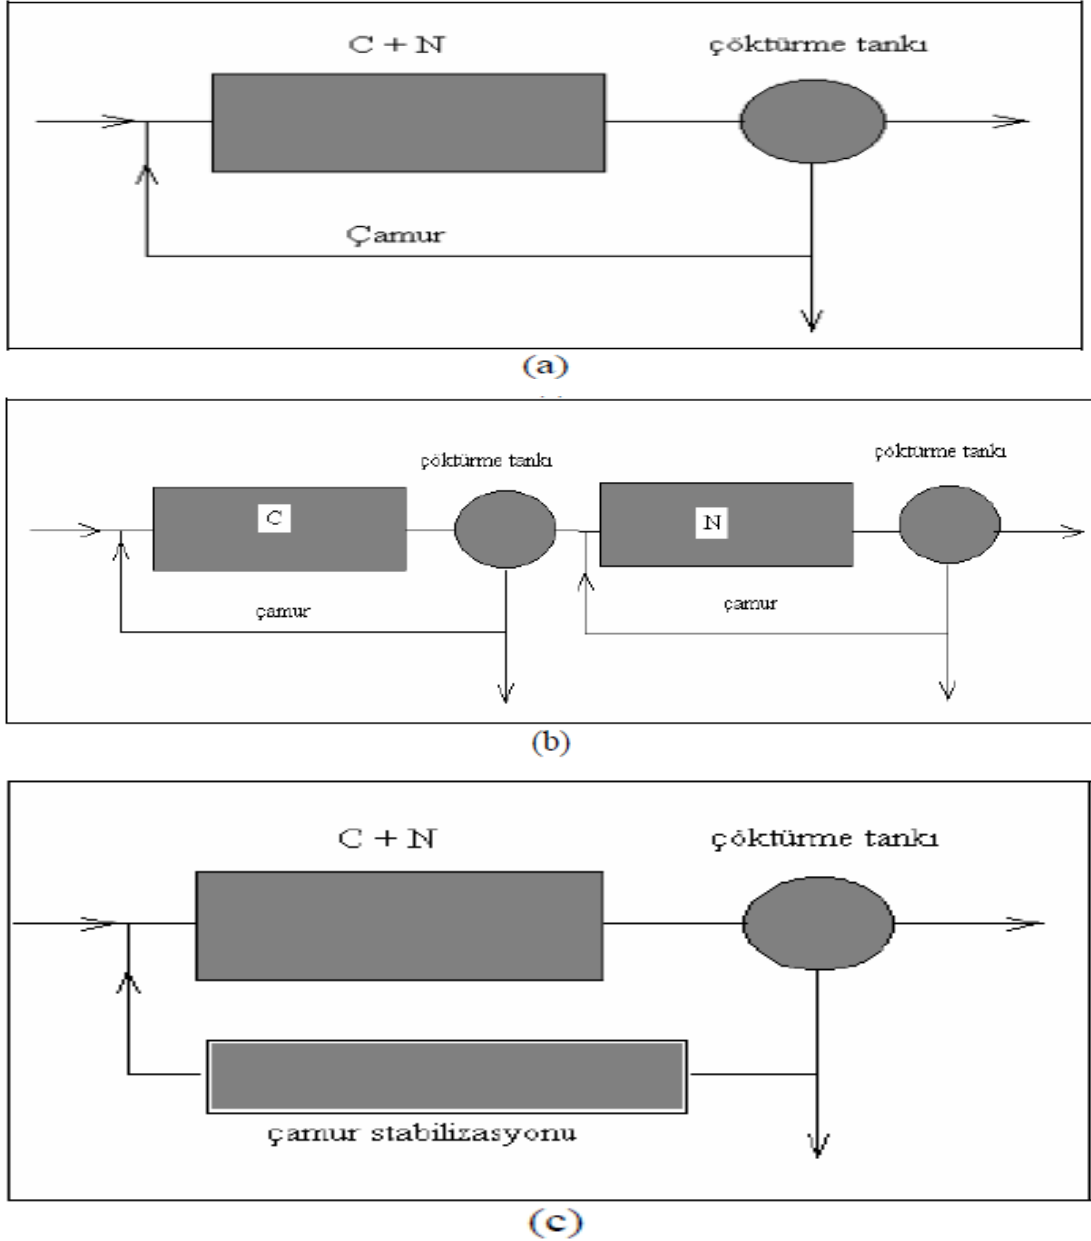 C + N
çöktürme tankı
Çamur
(a)
çöktürme tankı
çöktürme tankı
C
N
çamur
çamur
(b)
C + N
çöktürme tankı
çamur stabilizasyonu
(c)